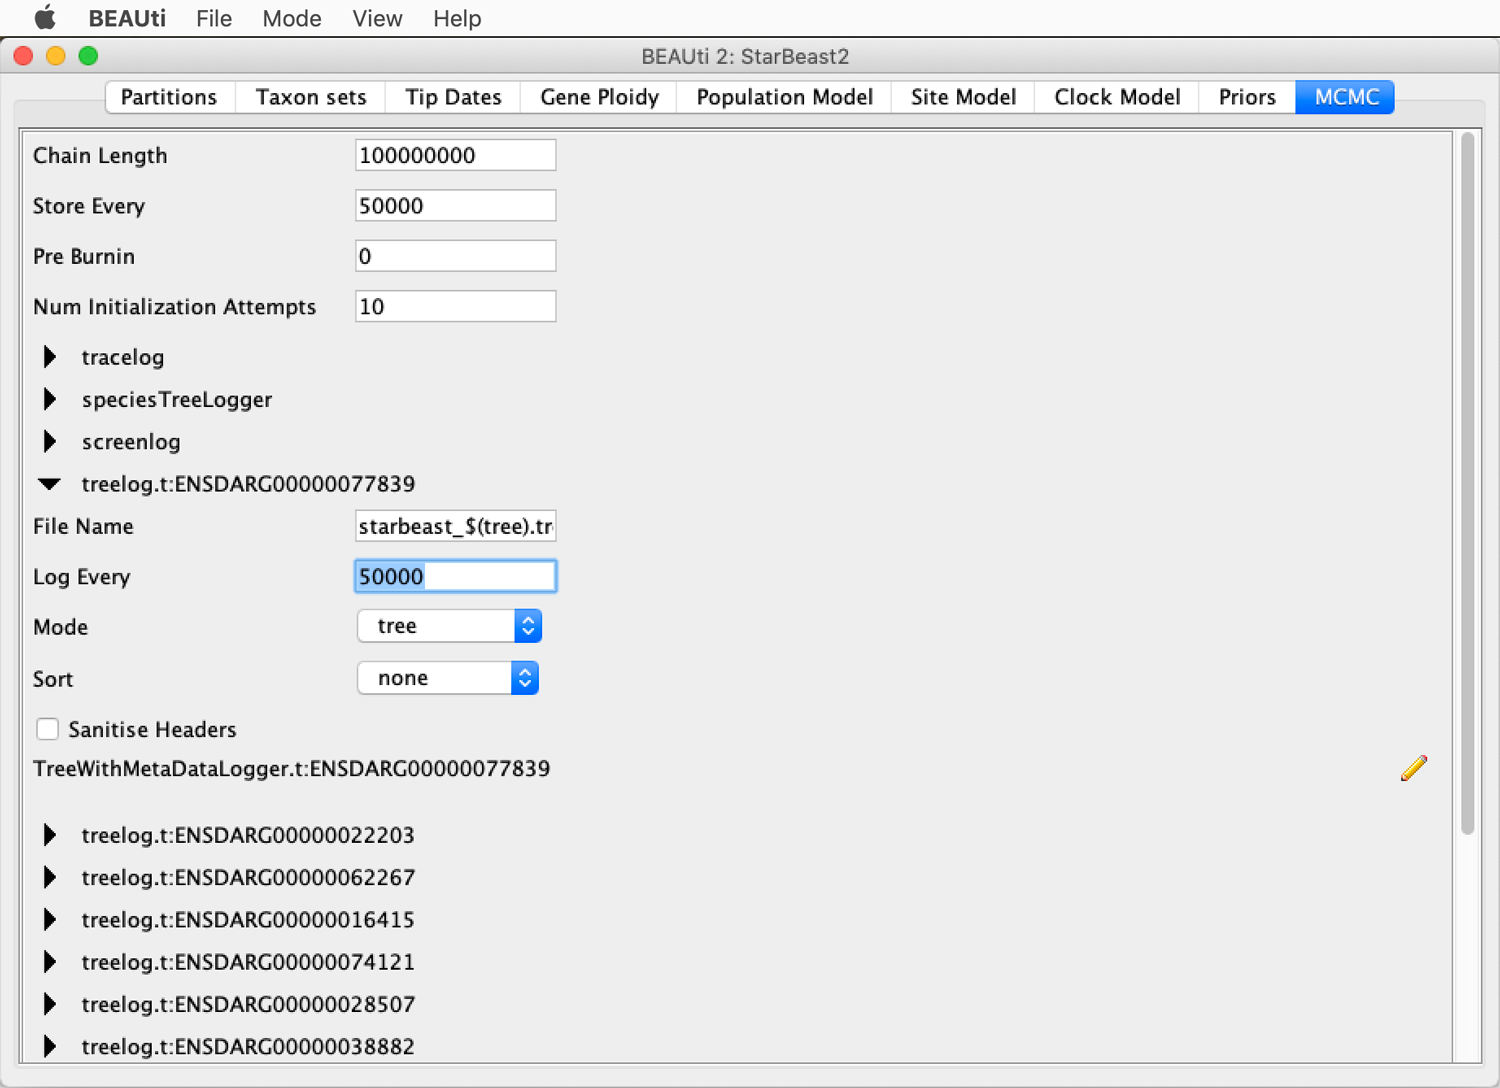 BEAUti File Mode View Help
BEAUti 2: StarBeast2
Partitions Taxon sets Tip Dates Gene Ploidy Population Model Site Model Clock Model Priors MCMC
Chain Length 100000000
Store Every 50000
Pre Burnin 0
Num Initialization Attempts 10
tracelog
speciesTreeLogger
screenlog
treelog.t:ENSDARG00000077839
File Name starbeast_$(tree).tr
Log Every 50000
Mode tree
Sort none
Sanitise Headers
TreeWithMetaDataLogger.t:ENSDARG00000077839
treelog.t:ENSDARG00000022203
treelog.t:ENSDARG00000062267
treelog.t:ENSDARG00000016415
treelog.t:ENSDARG00000074121
treelog.t:ENSDARG00000028507
treelog.t:ENSDARG00000038882